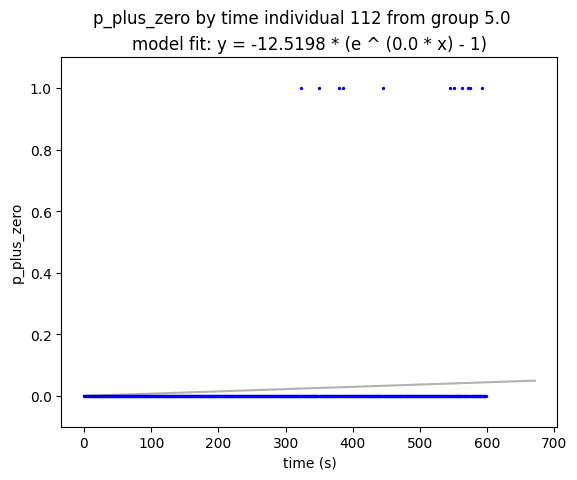 p_plus_zero by time individual 112 from group 5.0
model fit: y = -12.5198 * (e ^ (0.0 * x) - 1)
1.0
0.8
0.6
0.4
0.2
0.0
p_plus_zero
0 100 200 300 400 500 600 700
time (s)